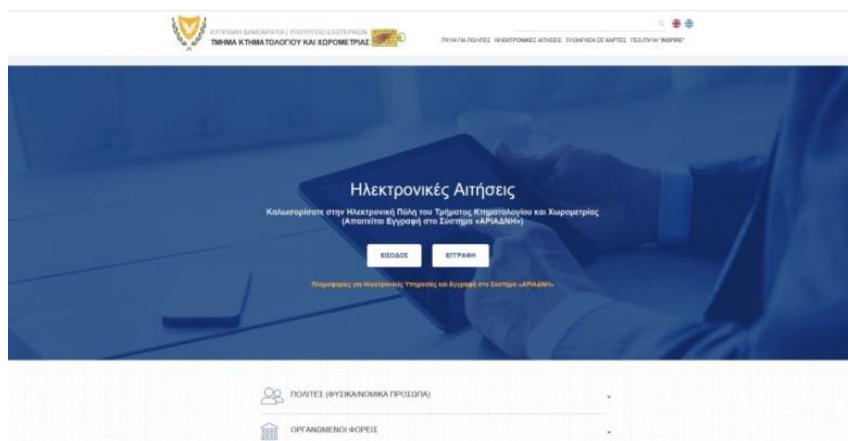 ΚΥΠΡΙΑΚΗ ΔΗΜΟΚΡΑΤΙΑ | ΥΠΟΥΡΓΕΙΟ ΕΣΩΤΕΡΙΚΩΝ
ΤΜΗΜΑ ΚΤΗΜΑΤΟΛΟΓΙΟΥ ΚΑΙ ΧΩΡΟΜΕΤΡΙΑΣ
ΠΥΛΗ ΓΙΑ ΠΟΛΙΤΕΣ ΗΛΕΚΤΡΟΝΙΚΕΣ ΑΙΤΗΣΕΙΣ ΠΛΟΗΓΗΣΗ ΣΕ ΧΑΡΤΕΣ ΓΕΩ-ΠΥΛΗ "INSPIRE"
Ηλεκτρονικές Αιτήσεις
Καλωσορίσατε στην Ηλεκτρονική Πύλη του Τμήματος Κτηματολογίου και Χωρομετρίας
(Απαιτείται Εγγραφή στο Σύστημα «ΑΡΙΑΔΝΗ»)
ΕΙΣΟΔΟΣ ΕΓΓΡΑΦΗ
Πληροφορίες για Ηλεκτρονικές Υπηρεσίες και Εγγραφή στο Σύστημα «ΑΡΙΑΔΝΗ»
ΠΟΛΙΤΕΣ (ΦΥΣΙΚΑ/ΝΟΜΙΚΑ ΠΡΟΣΩΠΑ)
ΟΡΓΑΝΩΜΕΝΟΙ ΦΟΡΕΙΣ